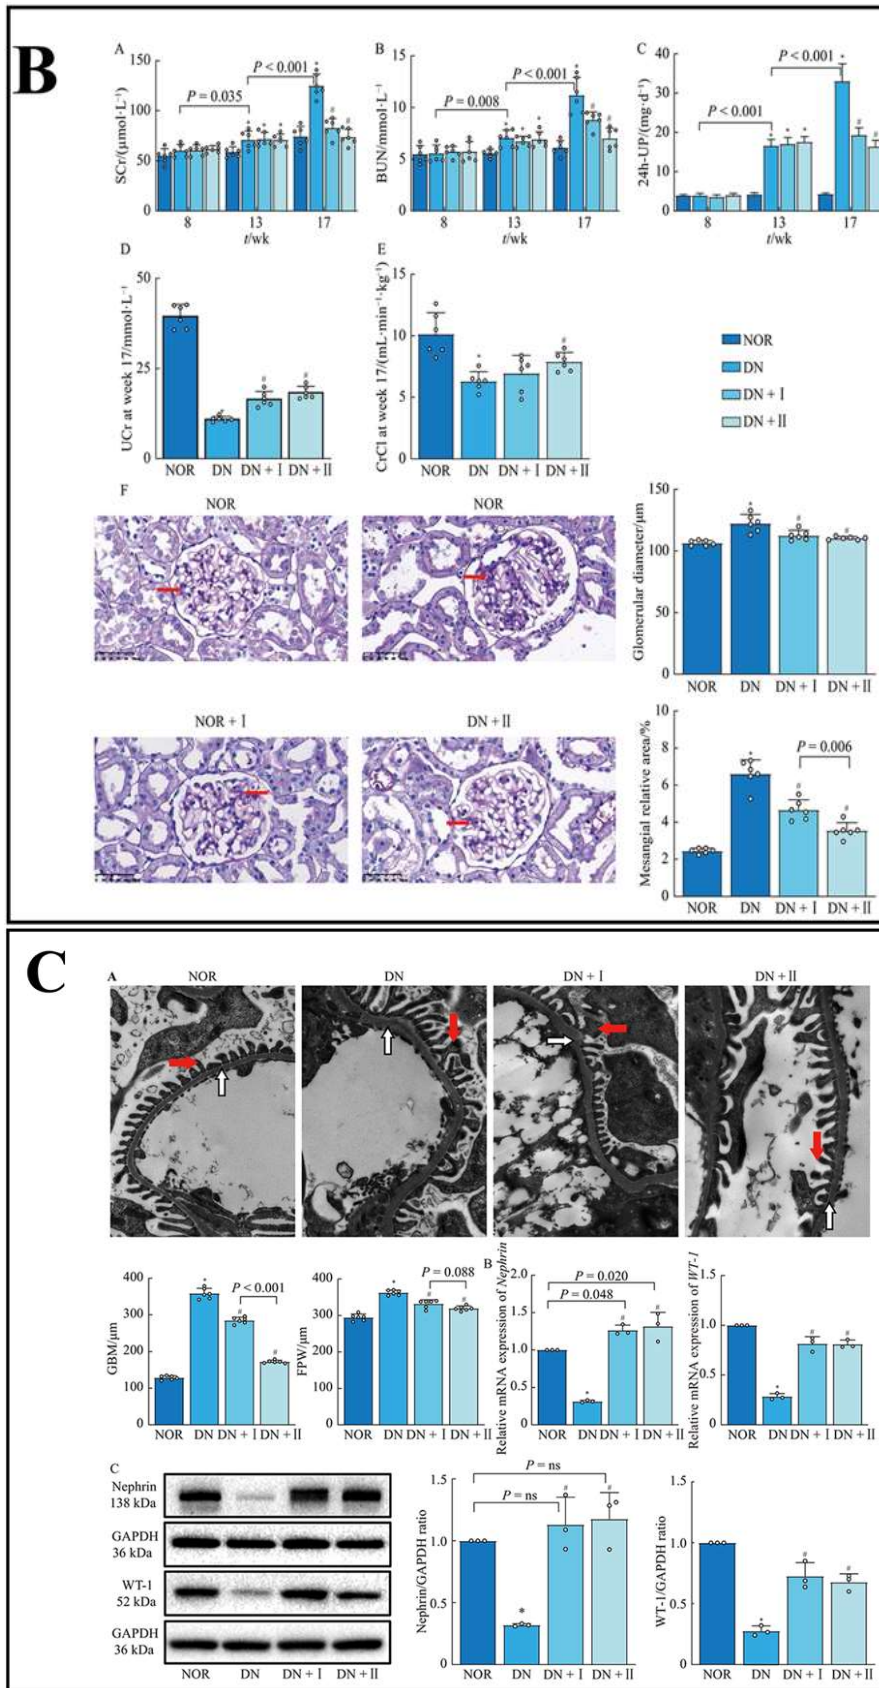 B
A
P < 0.001
P = 0.035
SCr/(μmol·L⁻¹)
150
100
50
0
8
13
17
t/wk
B
P < 0.001
P = 0.008
BUN/mmol·L⁻¹
15
10
5
0
8
13
17
t/wk
C
P < 0.001
P < 0.001
24h-UP/(mg·d⁻¹)
40
30
20
10
0
8
13
17
t/wk
D
UCr at week 17/mmol·L⁻¹
50
25
0
NOR DN DN + Ⅰ DN + Ⅱ
E
CrCl at week 17/(mL·min⁻¹·kg⁻¹)
15
10
5
0
NOR DN DN + Ⅰ DN + Ⅱ
NOR
DN
DN + Ⅰ
DN + Ⅱ
F
NOR
NOR
NOR + Ⅰ
DN + Ⅱ
Glomerular diameter/μm
150
100
50
0
NOR DN DN + Ⅰ DN + Ⅱ
Mesangial relative area/%
10
8
6
4
2
0
P = 0.006
NOR DN DN + Ⅰ DN + Ⅱ
C
A
NOR
DN
DN + Ⅰ
DN + Ⅱ
GBM/μm
400
300
200
100
0
P < 0.001
NOR DN DN + Ⅰ DN + Ⅱ
FPW/μm
400
300
200
100
0
P = 0.088
NOR DN DN + Ⅰ DN + Ⅱ
B
Relative mRNA expression of Nephrin
2.0
1.5
1.0
0.5
0
P = 0.020
P = 0.048
NOR DN DN + Ⅰ DN + Ⅱ
Relative mRNA expression of WT-1
1.5
1.0
0.5
0
NOR DN DN + Ⅰ DN + Ⅱ
C
Nephrin
138 kDa
GAPDH
36 kDa
WT-1
52 kDa
GAPDH
36 kDa
NOR DN DN + Ⅰ DN + Ⅱ
Nephrin/GAPDH ratio
1.5
1.0
0.5
0
P = ns
P = ns
NOR DN DN + Ⅰ DN + Ⅱ
WT-1/GAPDH ratio
1.5
1.0
0.5
0
NOR DN DN + Ⅰ DN + Ⅱ